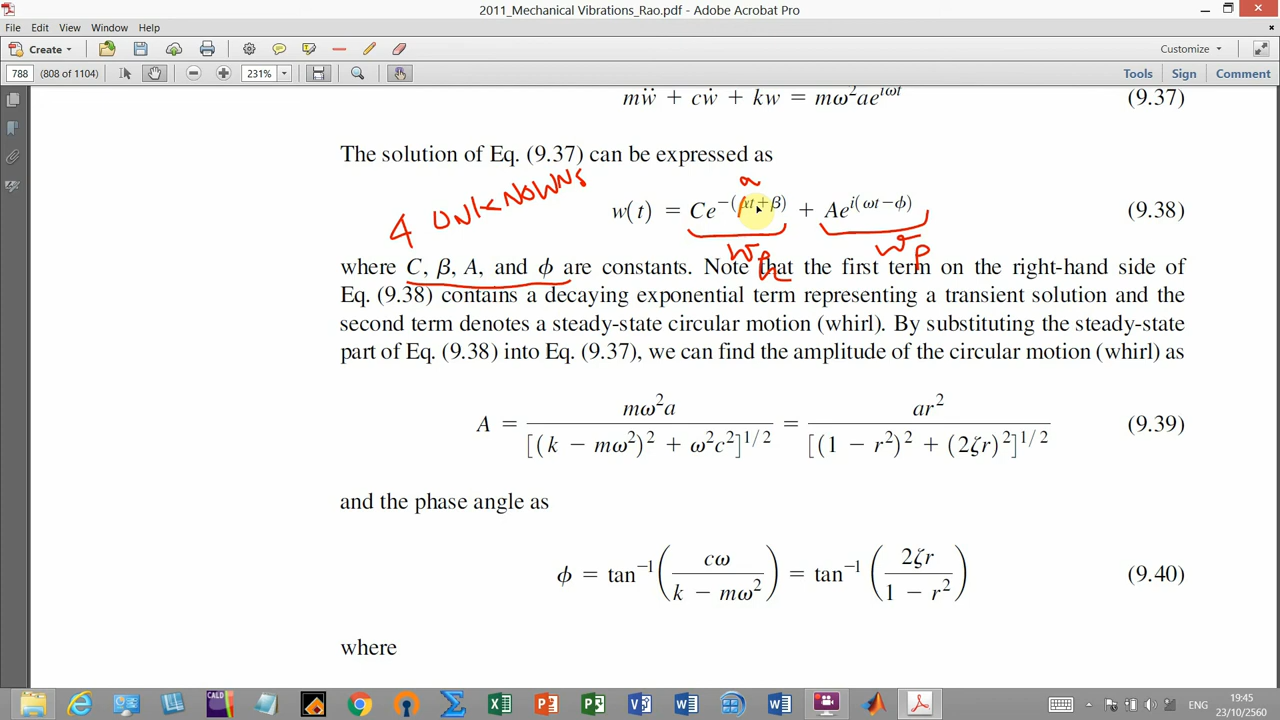 2011_Mechanical Vibrations_Rao.pdf - Adobe Acrobat Pro
File Edit View Window Help
Create Customize
788 (808 of 1104) 231% Tools Sign Comment
mẅ + cẇ + kw = mω²ae^{iωt} (9.37)
The solution of Eq. (9.37) can be expressed as
4 UNKNOWNS
a
w(t) = Ce^{-(αt+β)} + Ae^{i(ωt−ϕ)} (9.38)
w_h w_p
where C, β, A, and ϕ are constants. Note that the first term on the right-hand side of
Eq. (9.38) contains a decaying exponential term representing a transient solution and the
second term denotes a steady-state circular motion (whirl). By substituting the steady-state
part of Eq. (9.38) into Eq. (9.37), we can find the amplitude of the circular motion (whirl) as
A = mω²a / [(k − mω²)² + ω²c²]^{1/2} = ar² / [(1 − r²)² + (2ζr)²]^{1/2} (9.39)
and the phase angle as
ϕ = tan⁻¹(cω / (k − mω²)) = tan⁻¹(2ζr / (1 − r²)) (9.40)
where
CALD
ENG 19:45
23/10/2560